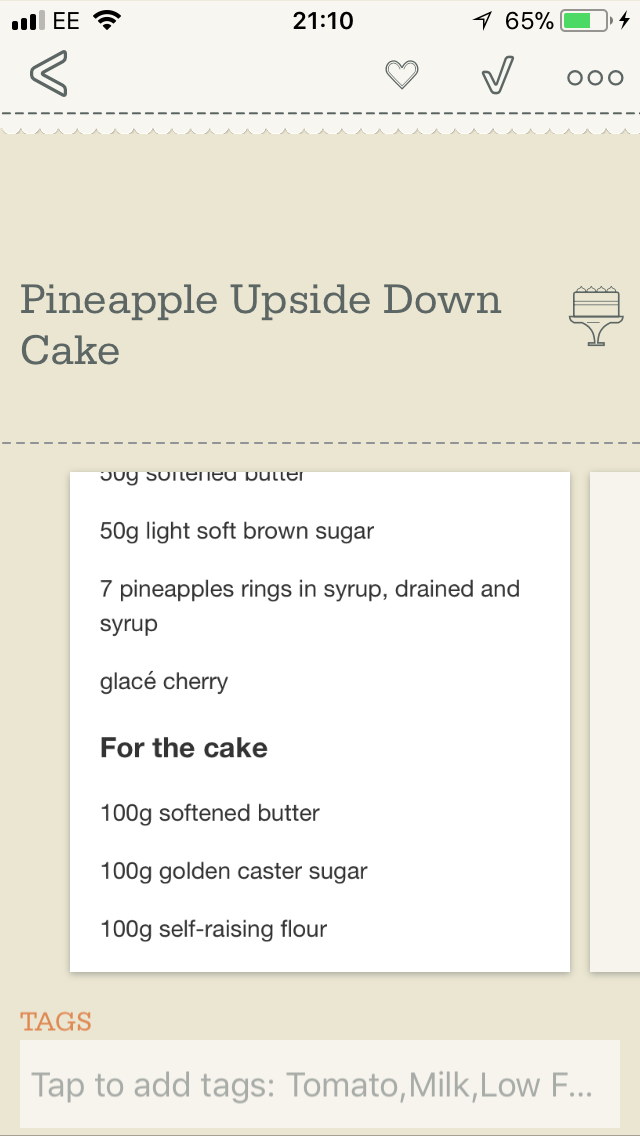 EE
21:10
65%
Pineapple Upside Down
Cake
50g softened butter
50g light soft brown sugar
7 pineapples rings in syrup, drained and
syrup
glacé cherry
For the cake
100g softened butter
100g golden caster sugar
100g self-raising flour
TAGS
Tap to add tags: Tomato,Milk,Low F...